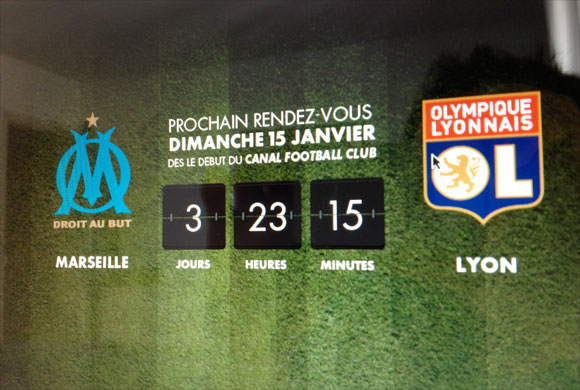 PROCHAIN RENDEZ-VOUS
DIMANCHE 15 JANVIER
DES LE DEBUT DU CANAL FOOTBALL CLUB
DROIT AU BUT
MARSEILLE
3
JOURS
23
HEURES
15
MINUTES
OLYMPIQUE
LYONNAIS
OL
LYON